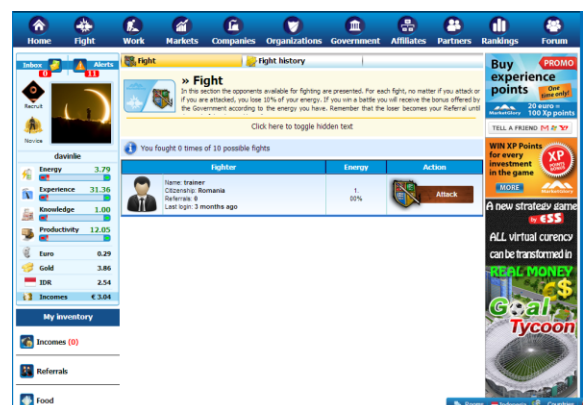 Home Fight Work Markets Companies Organizations Government Affiliates Partners Rankings Forum
Inbox Alerts
0 11
Recruit
Novice
davinlie
Energy 3.79
Experience 31.36
Knowledge 1.00
Productivity 12.05
Euro 0.29
Gold 3.86
IDR 2.54
Incomes € 3.04
My inventory
Incomes (0)
Referrals
Food
Fight Fight history
» Fight
In this section the opponents available for fighting are presented. For each fight, no matter if you attack or
if you are attacked, you lose 10% of your energy. If you win a battle you will receive the bonus offered by
the Government according to the energy you have. Remember that the loser becomes your Referral until
Click here to toggle hidden text
You fought 0 times of 10 possible fights
Fighter Energy Action
Name: trainer
Citizenship: Romania
Referrals: 0
Last login: 3 months ago
1.
00%
Attack
Buy
experience
points
PROMO
One
time only!
MarketGlory
20 euro =
100 Xp points
TELL A FRIEND
WIN XP Points
for every
investment
in the game
XP
MORE
MarketGlory
A new strategy game
by ESS
ALL virtual curency
can be transformed in
REAL MONEY
Goal
Tycoon
Rooms Indonesia Countries